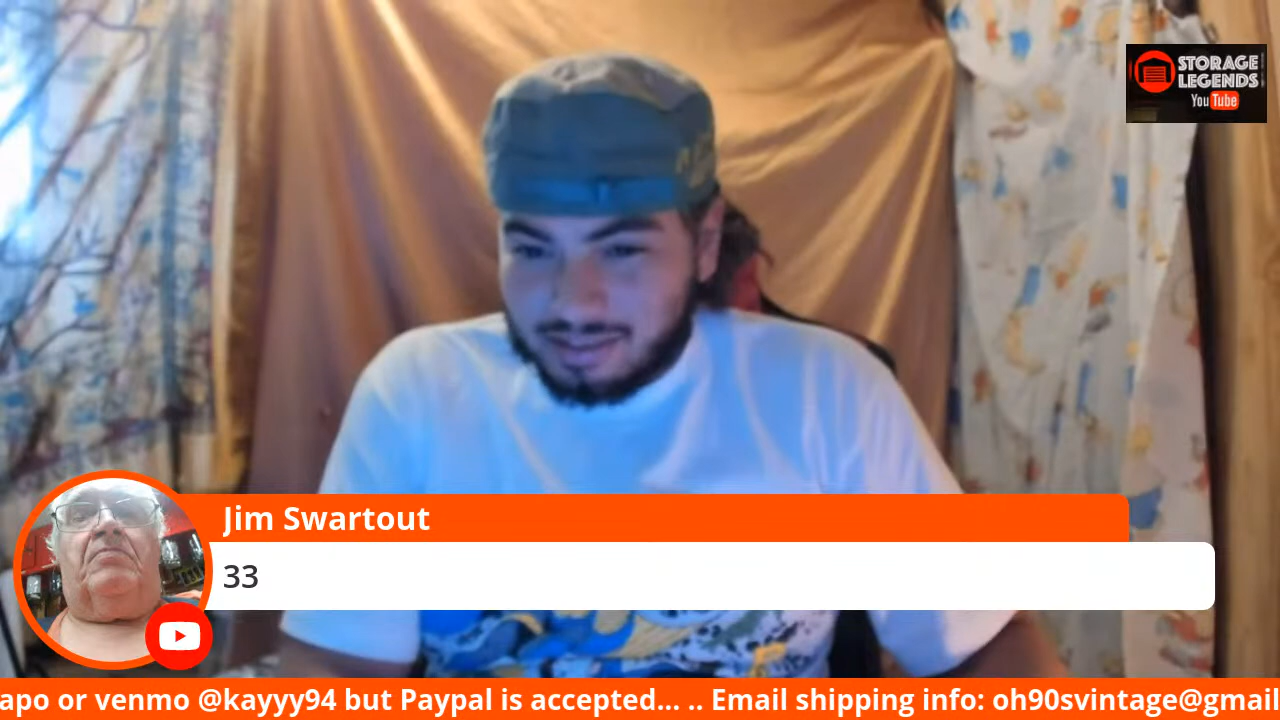 STORAGE
LEGENDS
YouTube
Jim Swartout
33
apo or venmo @kayyy94 but Paypal is accepted... .. Email shipping info: oh90svintage@gmail